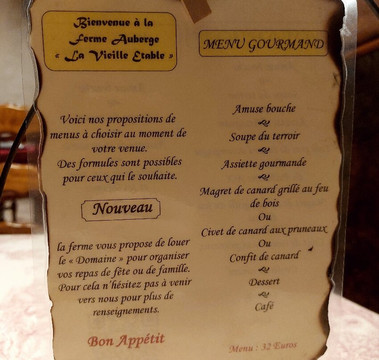 Bienvenue à la
Ferme Auberge
« La Vieille Etable »
Voici nos propositions de
menus à choisir au moment de
votre venue.
Des formules sont possibles
pour ceux qui le souhaite.
Nouveau
la ferme vous propose de louer
le « Domaine » pour organiser
vos repas de fête ou de famille.
Pour cela n'hésitez pas à venir
vers nous pour plus de
renseignements.
Bon Appétit
MENU GOURMAND
Amuse bouche
Soupe du terroir
Assiette gourmande
Magret de canard grillé au feu
de bois
Ou
Civet de canard aux pruneaux
Ou
Confit de canard
Dessert
Café
Menu : 32 Euros